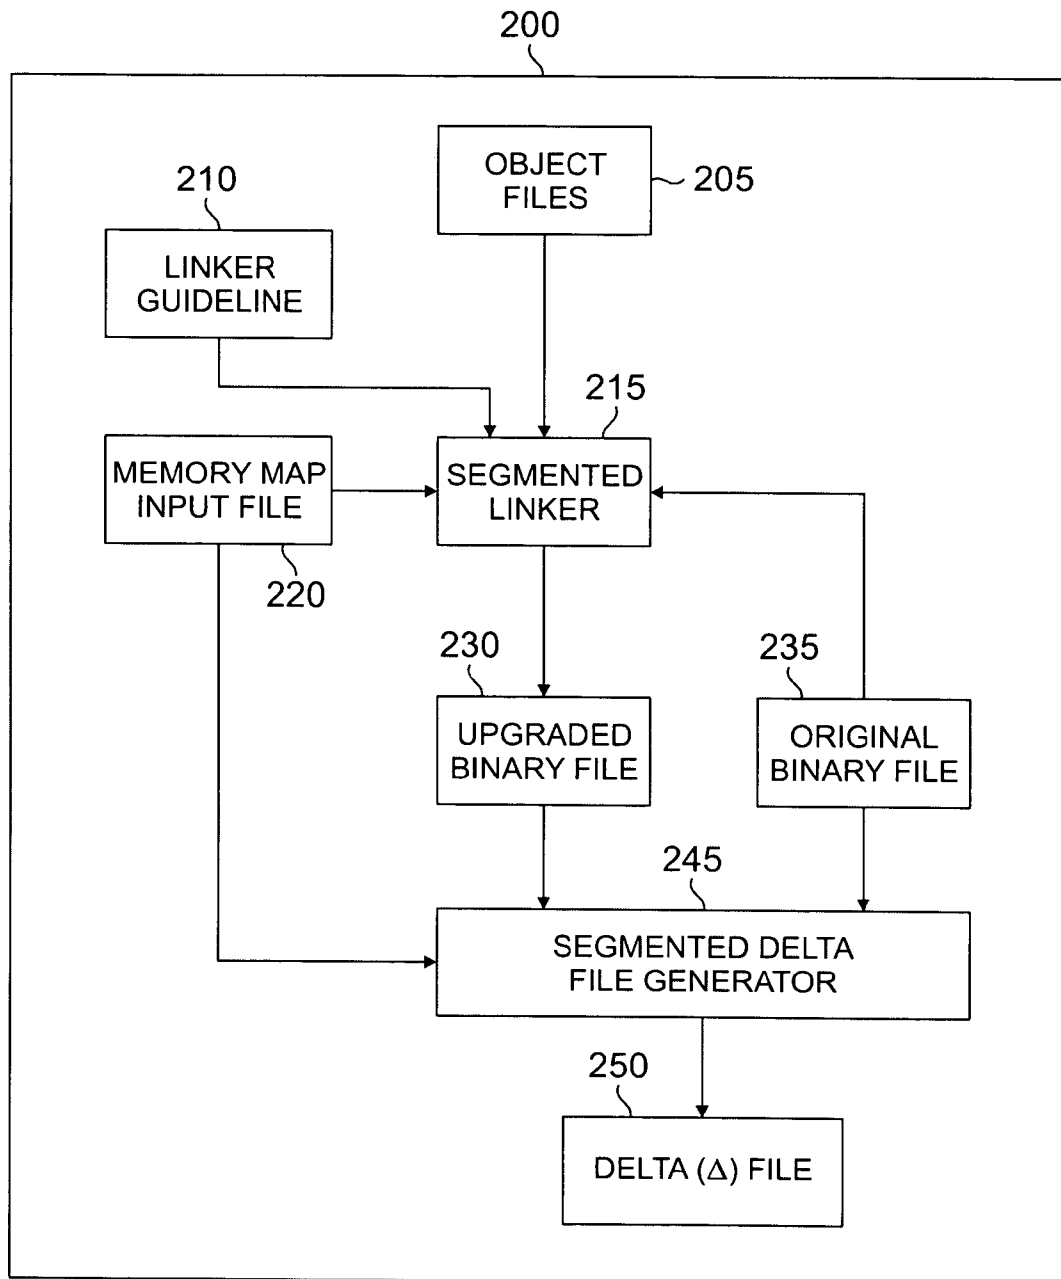 200
OBJECT
FILES
205
210
LINKER
GUIDELINE
215
MEMORY MAP
INPUT FILE
SEGMENTED
LINKER
220
230
235
UPGRADED
BINARY FILE
ORIGINAL
BINARY FILE
245
SEGMENTED DELTA
FILE GENERATOR
250
DELTA (Δ) FILE